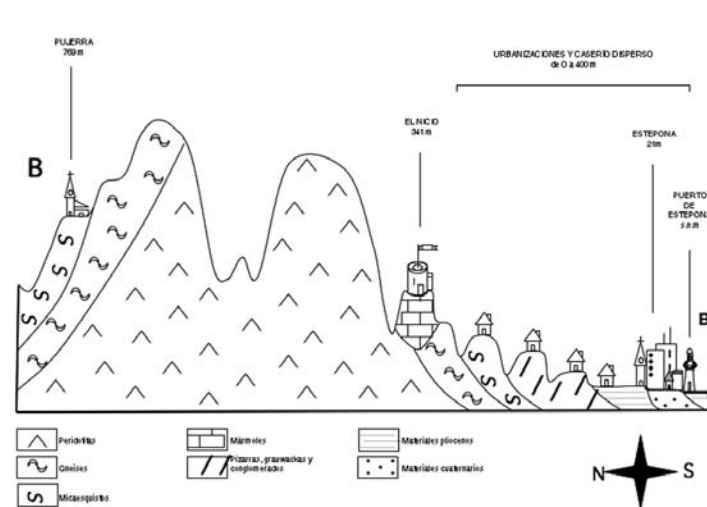 PUJERRA
769 m
URBANIZACIONES Y CASERÍO DISPERSO
de 0 a 400 m
EL NICIO
341 m
ESTEPONA
21 m
PUERTO
DE
ESTEPONA
s.n.m
B
B
Peridotitas
Gneises
Micaesquistos
Mármoles
Pizarras, grauwackas y
conglomerados
Materiales pliocenos
Materiales cuaternarios
N
S